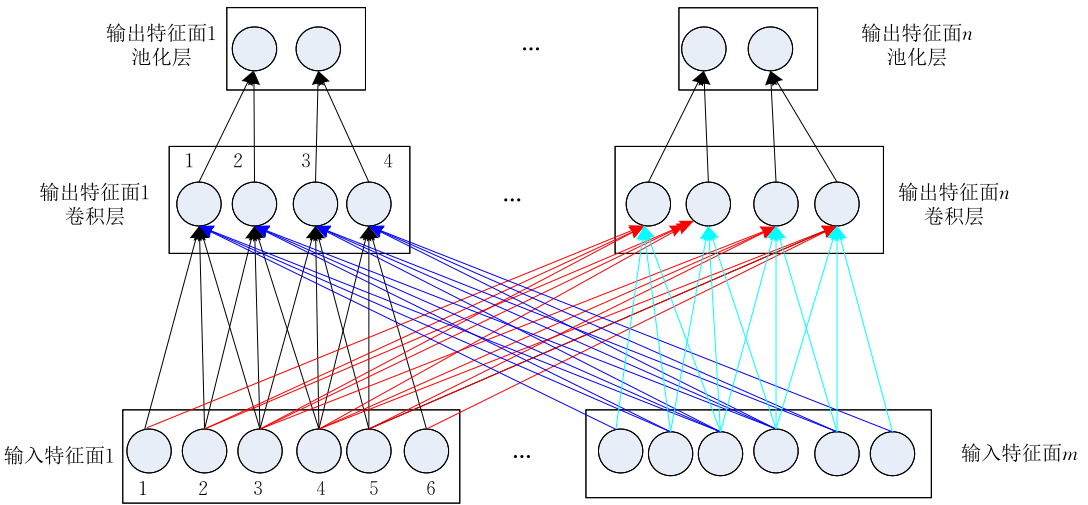 输出特征面1
池化层
...
输出特征面n
池化层
1 2 3 4
输出特征面1
卷积层
...
输出特征面n
卷积层
输入特征面1
...
输入特征面m
1 2 3 4 5 6